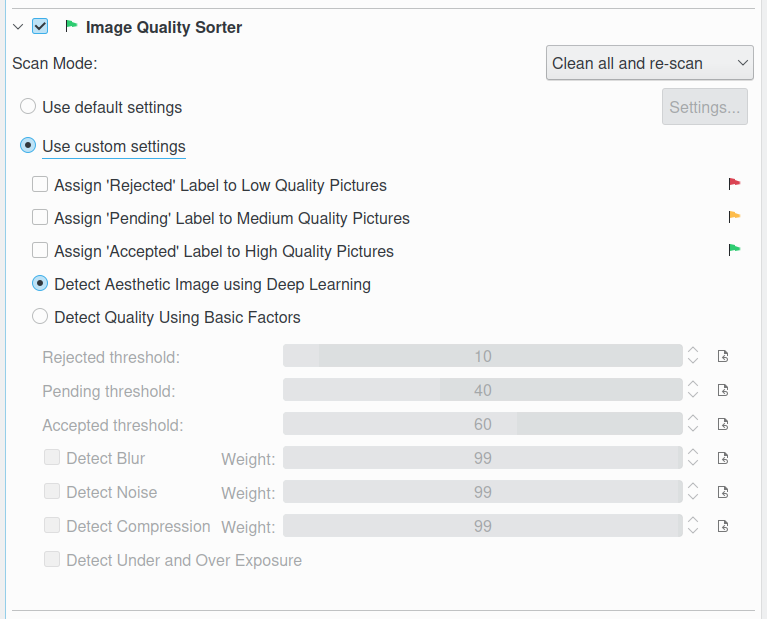 Image Quality Sorter
Scan Mode: Clean all and re-scan
Use default settings Settings...
Use custom settings
Assign 'Rejected' Label to Low Quality Pictures
Assign 'Pending' Label to Medium Quality Pictures
Assign 'Accepted' Label to High Quality Pictures
Detect Aesthetic Image using Deep Learning
Detect Quality Using Basic Factors
Rejected threshold: 10
Pending threshold: 40
Accepted threshold: 60
Detect Blur Weight: 99
Detect Noise Weight: 99
Detect Compression Weight: 99
Detect Under and Over Exposure